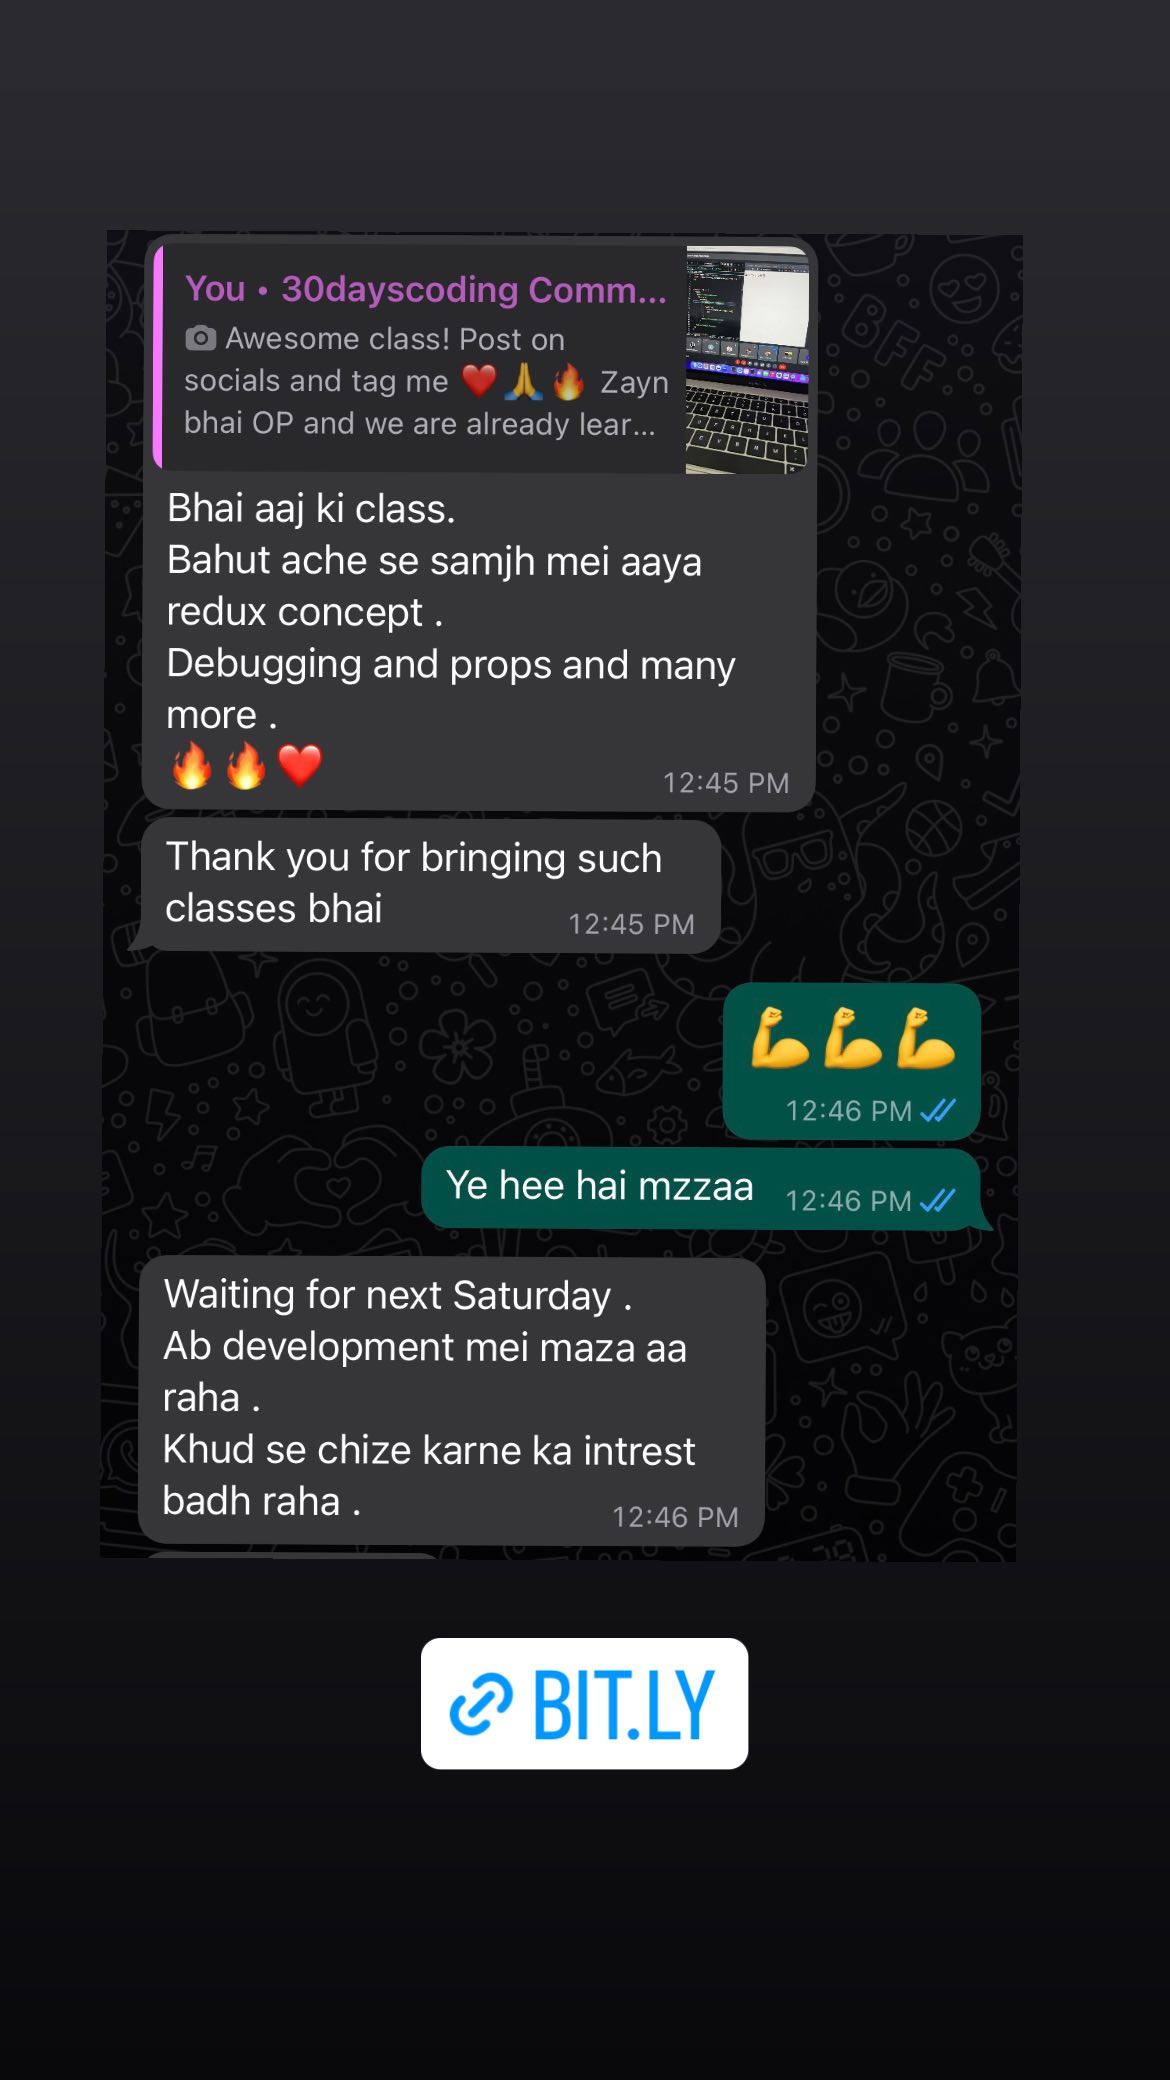 You • 30dayscoding Comm...
Awesome class! Post on
socials and tag me ❤️🙏🔥 Zayn
bhai OP and we are already lear...
Bhai aaj ki class.
Bahut ache se samjh mei aaya
redux concept .
Debugging and props and many
more .
🔥🔥❤️
12:45 PM
Thank you for bringing such
classes bhai
12:45 PM
💪💪💪
12:46 PM
Ye hee hai mzzaa 12:46 PM
Waiting for next Saturday .
Ab development mei maza aa
raha .
Khud se chize karne ka intrest
badh raha .
12:46 PM
BIT.LY